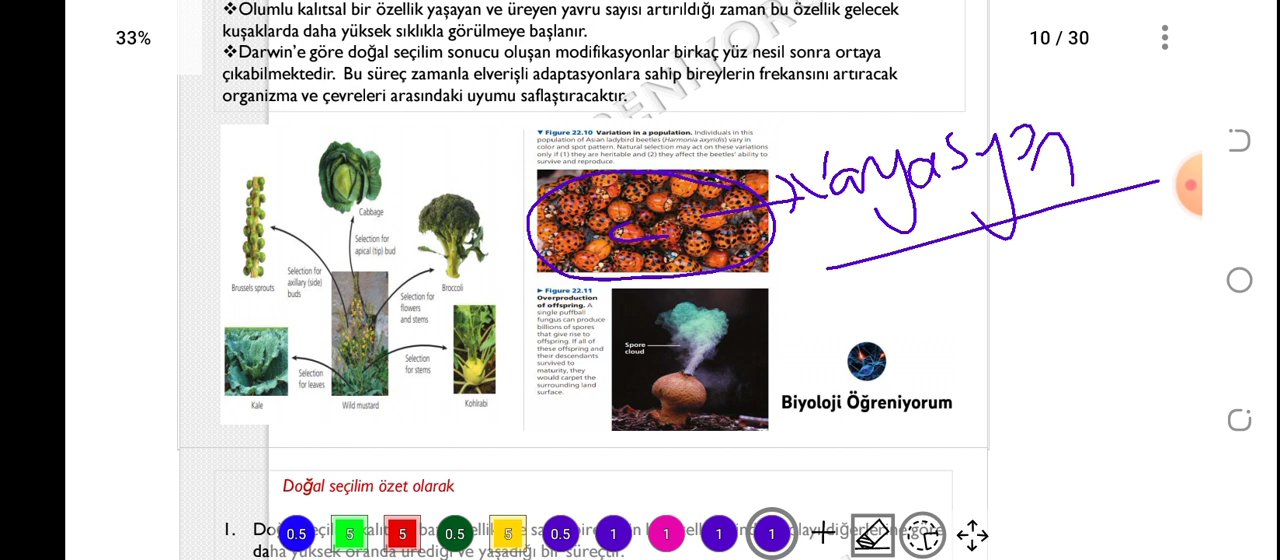 ❖Olumlu kalıtsal bir özellik yaşayan ve üreyen yavru sayısı artırıldığı zaman bu özellik gelecek
kuşaklarda daha yüksek sıklıkla görülmeye başlanır.
❖Darwin'e göre doğal seçilim sonucu oluşan modifikasyonlar birkaç yüz nesil sonra ortaya
çıkabilmektedir. Bu süreç zamanla elverişli adaptasyonlara sahip bireylerin frekansını artıracak
organizma ve çevreleri arasındaki uyumu saflaştıracaktır.
33%
10 / 30
Cabbage
Selection for
apical (tip) bud
Brussels sprouts
Selection for
axillary (side)
buds
Broccoli
Selection for
flowers
and stems
Selection
for leaves
Selection
for stems
Kale
Wild mustard
Kohlrabi
▼ Figure 22.10 Variation in a population. Individuals in this
population of Asian ladybird beetles (Harmonia axyridis) vary in
color and spot pattern. Natural selection may act on these variations
only if (1) they are heritable and (2) they affect the beetles' ability to
survive and reproduce.
Varyasyon
► Figure 22.11
Overproduction
of offspring. A
single puffball
fungus can produce
billions of spores
that give rise to
offspring. If all of
these offspring and
their descendants
survived to
maturity, they
would carpet the
surrounding land
surface.
Spore
cloud
Biyoloji Öğreniyorum
Doğal seçilim özet olarak
1.
daha yüksek oranda ürediği ve yaşadığı bir süreçtir.
0.5 5 5 0.5 5 0.5 1 1 1 1